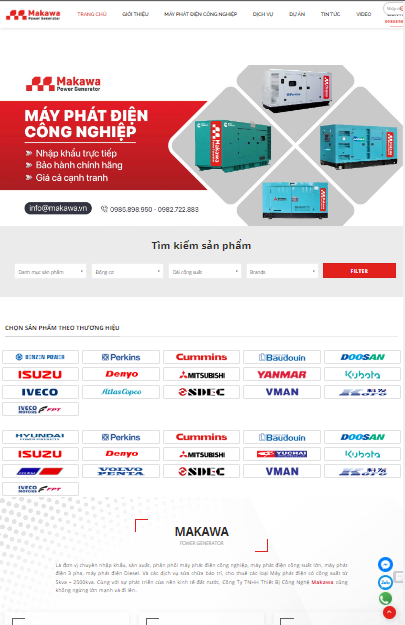 Makawa
Power Generator
TRANG CHỦ GIỚI THIỆU MÁY PHÁT ĐIỆN CÔNG NGHIỆP DỊCH VỤ DỰ ÁN TIN TỨC VIDEO
Makawa
Power Generator
MÁY PHÁT ĐIỆN
CÔNG NGHIỆP
Nhập khẩu trực tiếp
Bảo hành chính hãng
Giá cả cạnh tranh
info@makawa.vn 0985.898.950 - 0982.722.883
Tìm kiếm sản phẩm
Danh mục sản phẩm Động cơ Dải công suất Brands FILTER
CHỌN SẢN PHẨM THEO THƯƠNG HIỆU
DENZEN POWER Perkins Cummins Baudouin DOOSAN
ISUZU Denyo MITSUBISHI YANMAR Kubota
IVECO Atlas Copco SDEC VMAN KOFO
IVECO MOTORS FPT
HYUNDAI Perkins Cummins Baudouin DOOSAN
ISUZU Denyo MITSUBISHI YUCHAI Kubota
VOLVO PENTA SDEC VMAN KOFO
IVECO MOTORS FPT
MAKAWA
POWER GENERATOR
Là đơn vị chuyên nhập khẩu, sản xuất, phân phối máy phát điện công nghiệp, máy phát điện công suất lớn, máy phát
điện 3 pha, máy phát điện Diesel. Và các dịch vụ sửa chữa bảo trì, cho thuê các loại Máy phát điện có công suất từ
5kva – 2500kva. Cùng với sự phát triển của nền kinh tế đất nước, Công Ty TNHH Thiết Bị Công Nghệ Makawa cũng
không ngừng lớn mạnh và đi lên.